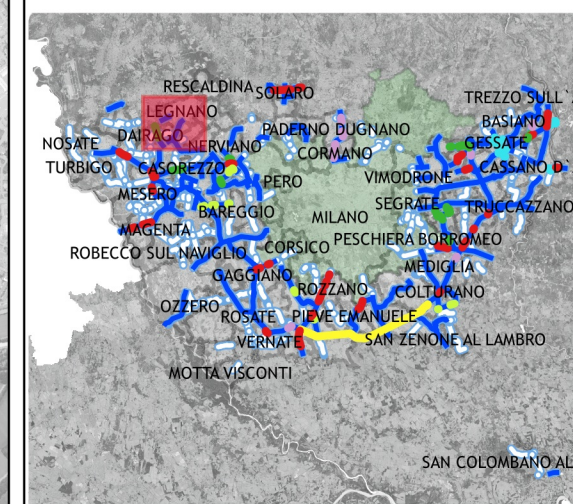 RESCALDINA
SOLARO
LEGNANO
TREZZO SULL'
DAIRAGO
PADERNO DUGNANO
BASIANO
NOSATE
NERVIANO
CORMANO
GESSATE
TURBIGO
CASOREZZO
CASSANO D'
PERO
VIMODRONE
MESERO
BAREGGIO
SEGRATE
TRUCCAZZANO
MILANO
MAGENTA
PESCHIERA BORROMEO
ROBECCO SUL NAVIGLIO
CORSICO
GAGGIANO
MEDIGLIA
ROZZANO
COLTURANO
OZZERO
ROSATE
PIEVE EMANUELE
VERNATE
SAN ZENONE AL LAMBRO
MOTTA VISCONTI
SAN COLOMBANO AL